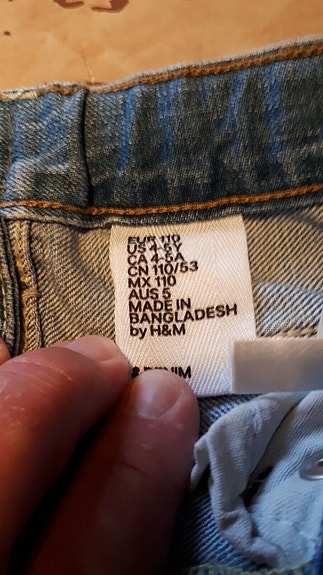 EUR 110
US 4-5Y
CA 4-5A
CN 110/53
MX 110
AUS 5
MADE IN
BANGLADESH
by H&M
& DENIM